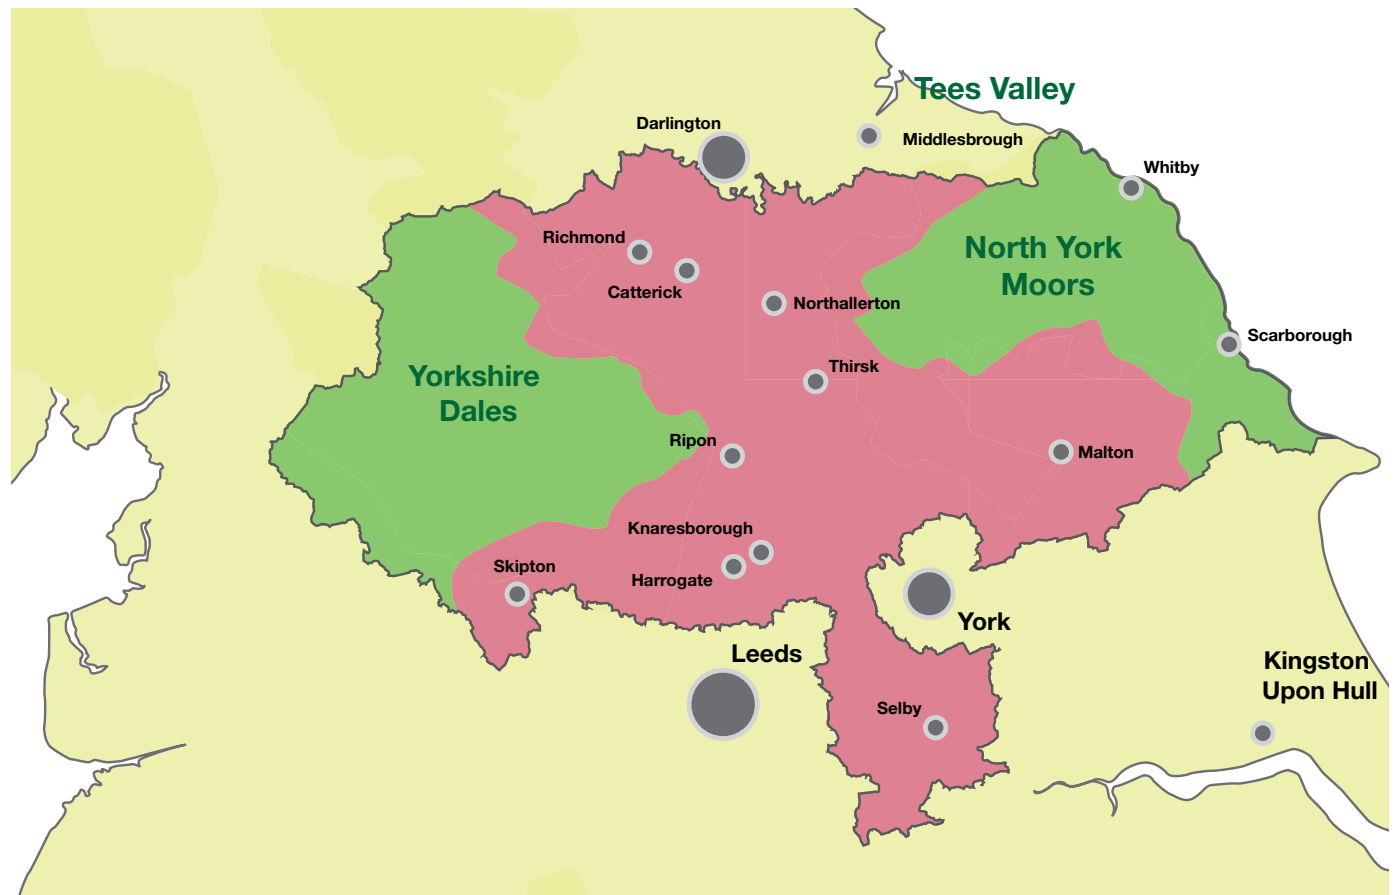 Tees Valley
Darlington
Middlesbrough
Whitby
Richmond
North York
Moors
Catterick
Northallerton
Scarborough
Thirsk
Yorkshire
Dales
Ripon
Malton
Knaresborough
Skipton
Harrogate
York
Leeds
Kingston
Upon Hull
Selby